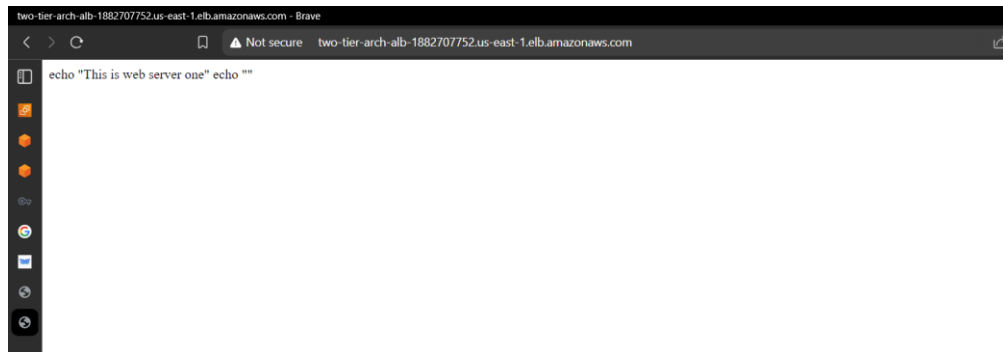 two-tier-arch-alb-1882707752.us-east-1.elb.amazonaws.com - Brave
Not secure two-tier-arch-alb-1882707752.us-east-1.elb.amazonaws.com
echo "This is web server one" echo ""